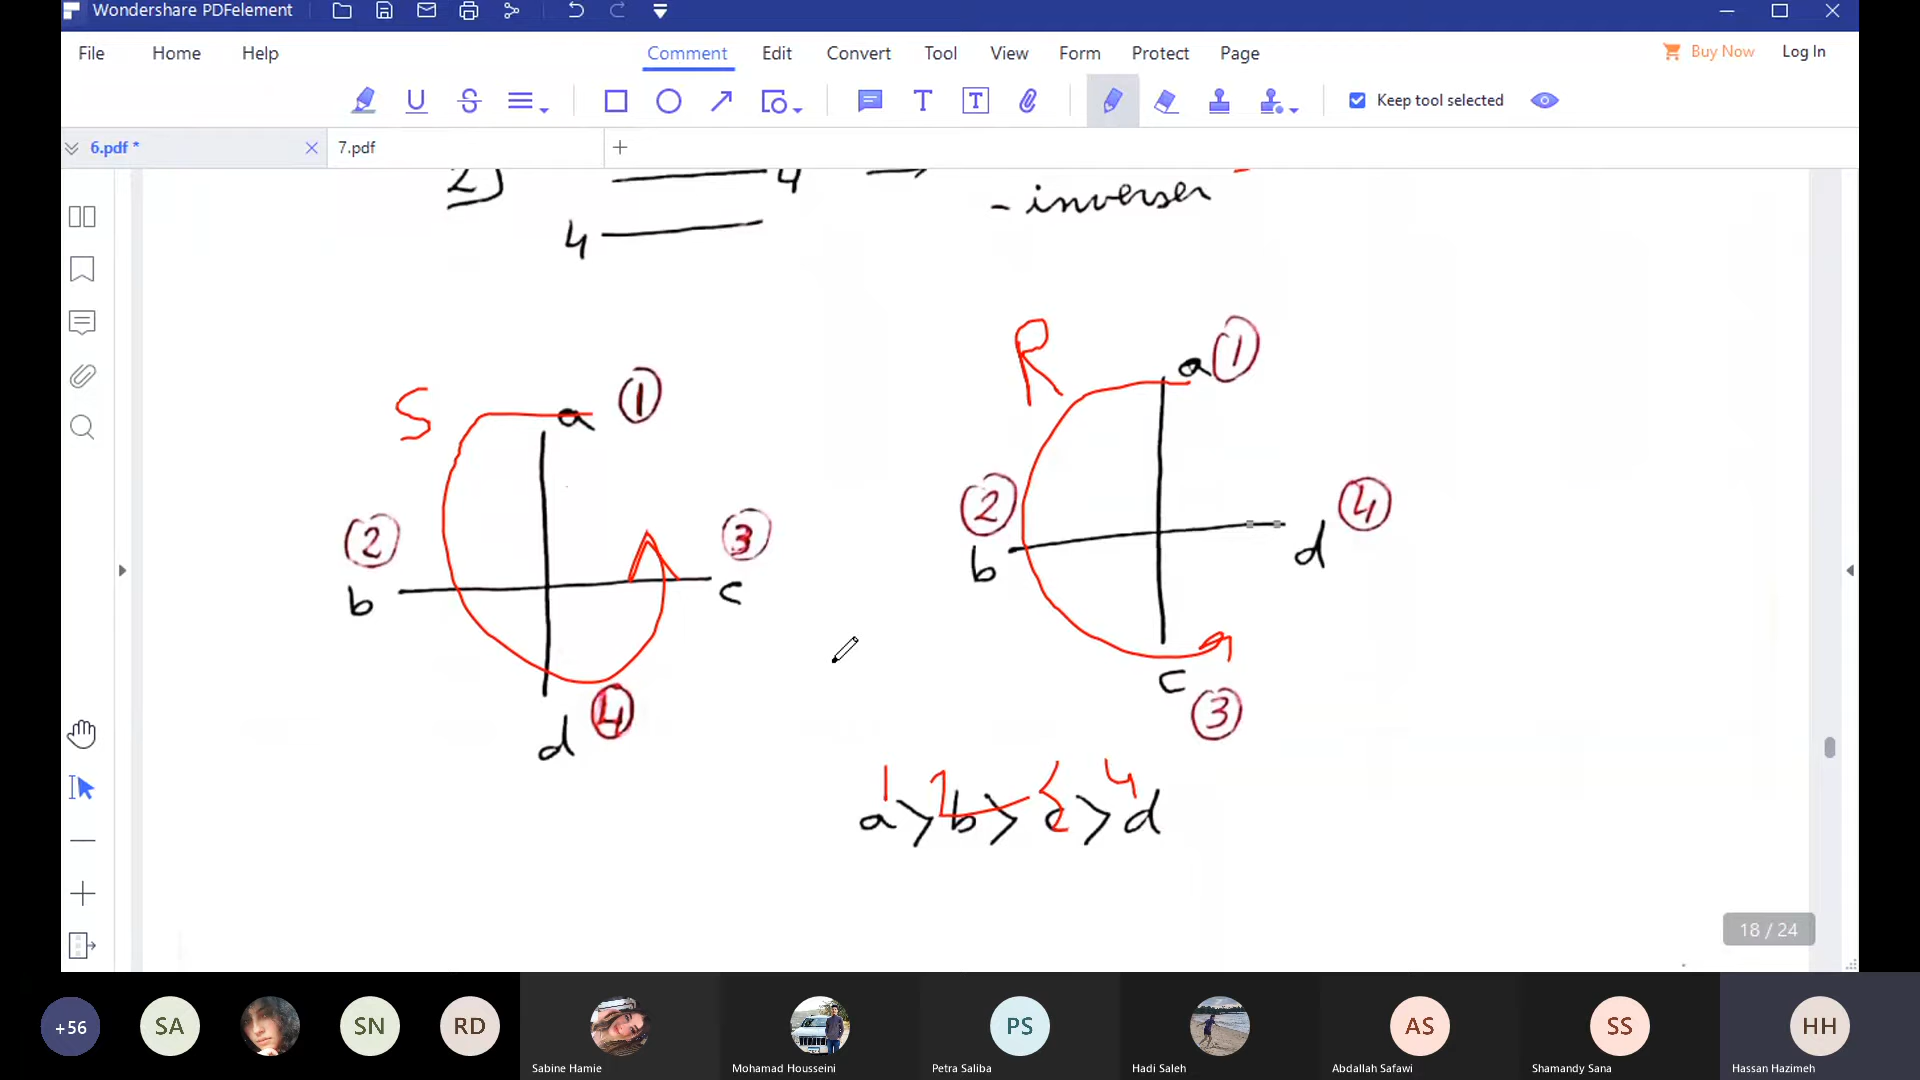 Wondershare PDFelement
File Home Help Comment Edit Convert Tool View Form Protect Page Buy Now Log In
Keep tool selected
6.pdf * 7.pdf
2) 4
- inverser
4
S a 1
2 b
3 c
d 4
R a 1
2 b
4 d
c 3
1 2 4
a > b > c > d
18 / 24
+56 SA SN RD PS AS SS HH
Sabine Hamie Mohamad Housseini Petra Saliba Hadi Saleh Abdallah Safawi Shamandy Sana Hassan Hazimeh